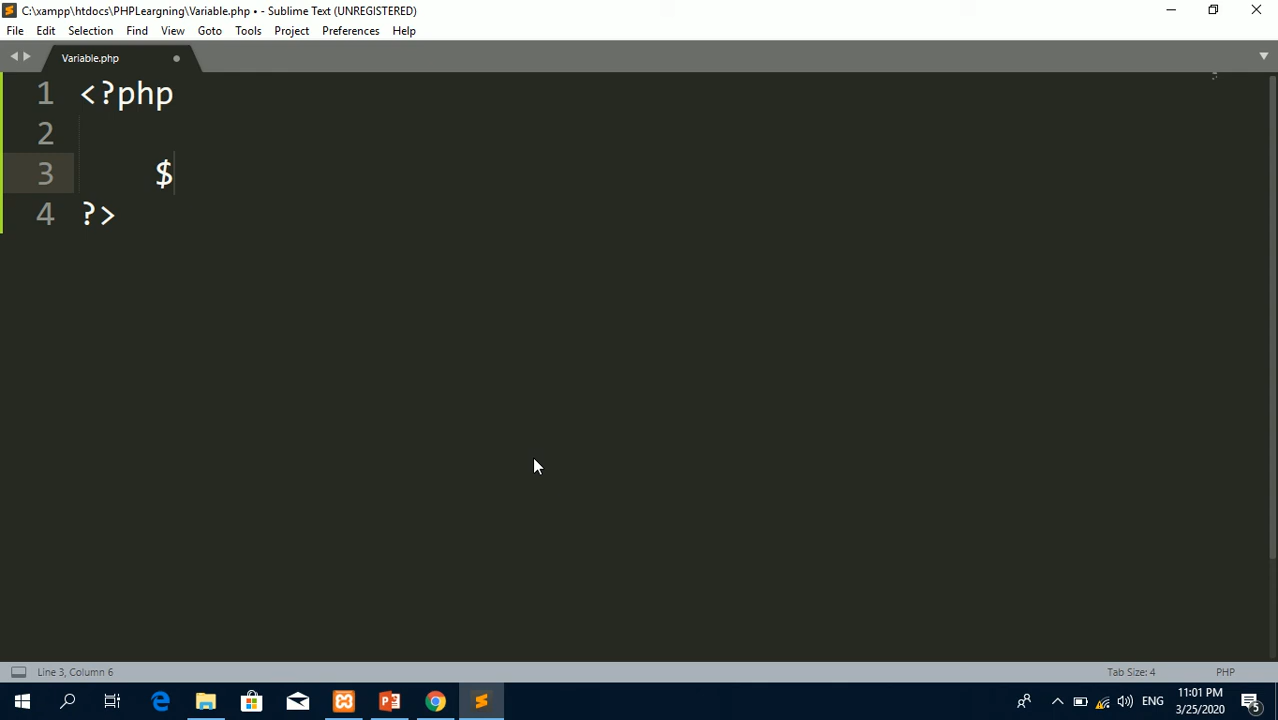 C:\xampp\htdocs\PHPLeargning\Variable.php • - Sublime Text (UNREGISTERED)
File Edit Selection Find View Goto Tools Project Preferences Help
Variable.php
1 <?php
2
3 $
4 ?>
Line 3, Column 6 Tab Size: 4 PHP
ENG 11:01 PM
3/25/2020 5